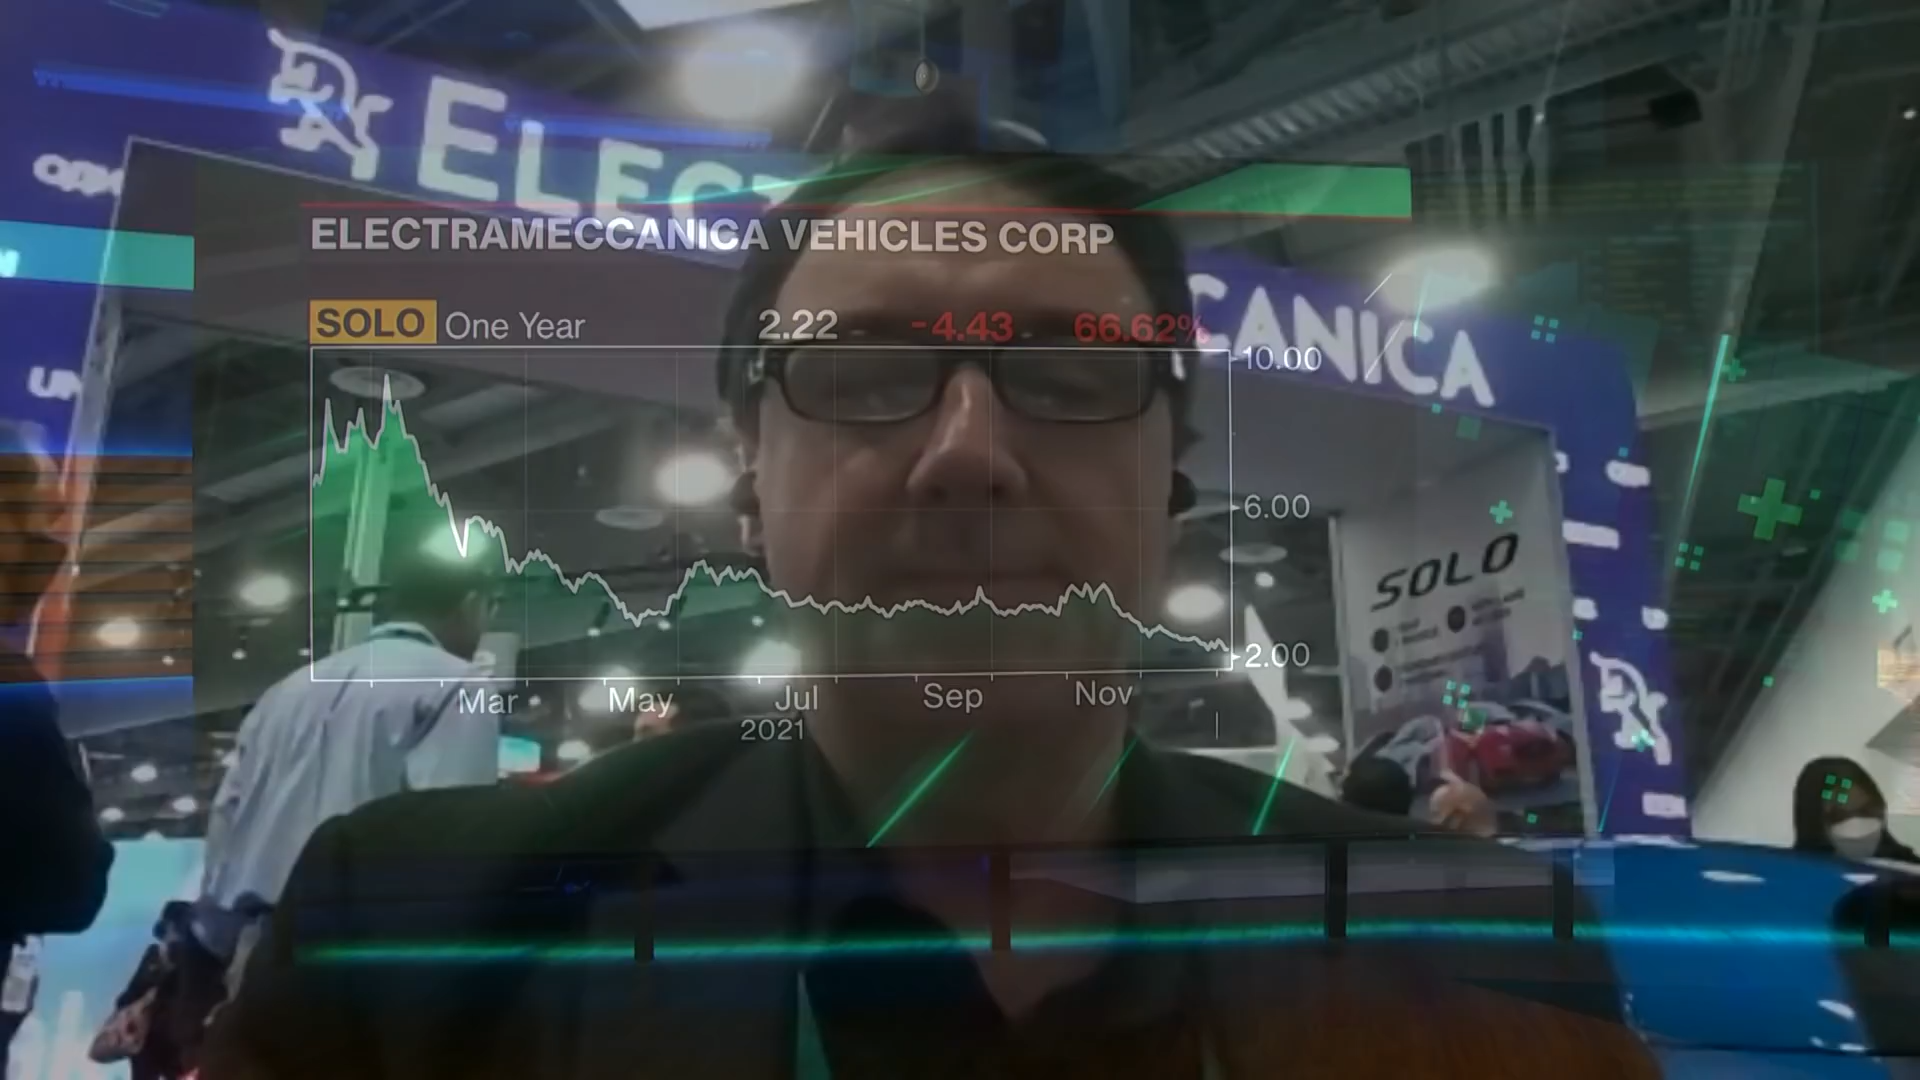 ELECT
CANICA
ELECTRAMECCANICA VEHICLES CORP
SOLO One Year 2.22 -4.43 66.62%
10.00
6.00
2.00
Mar May Jul Sep Nov
2021
SOLO